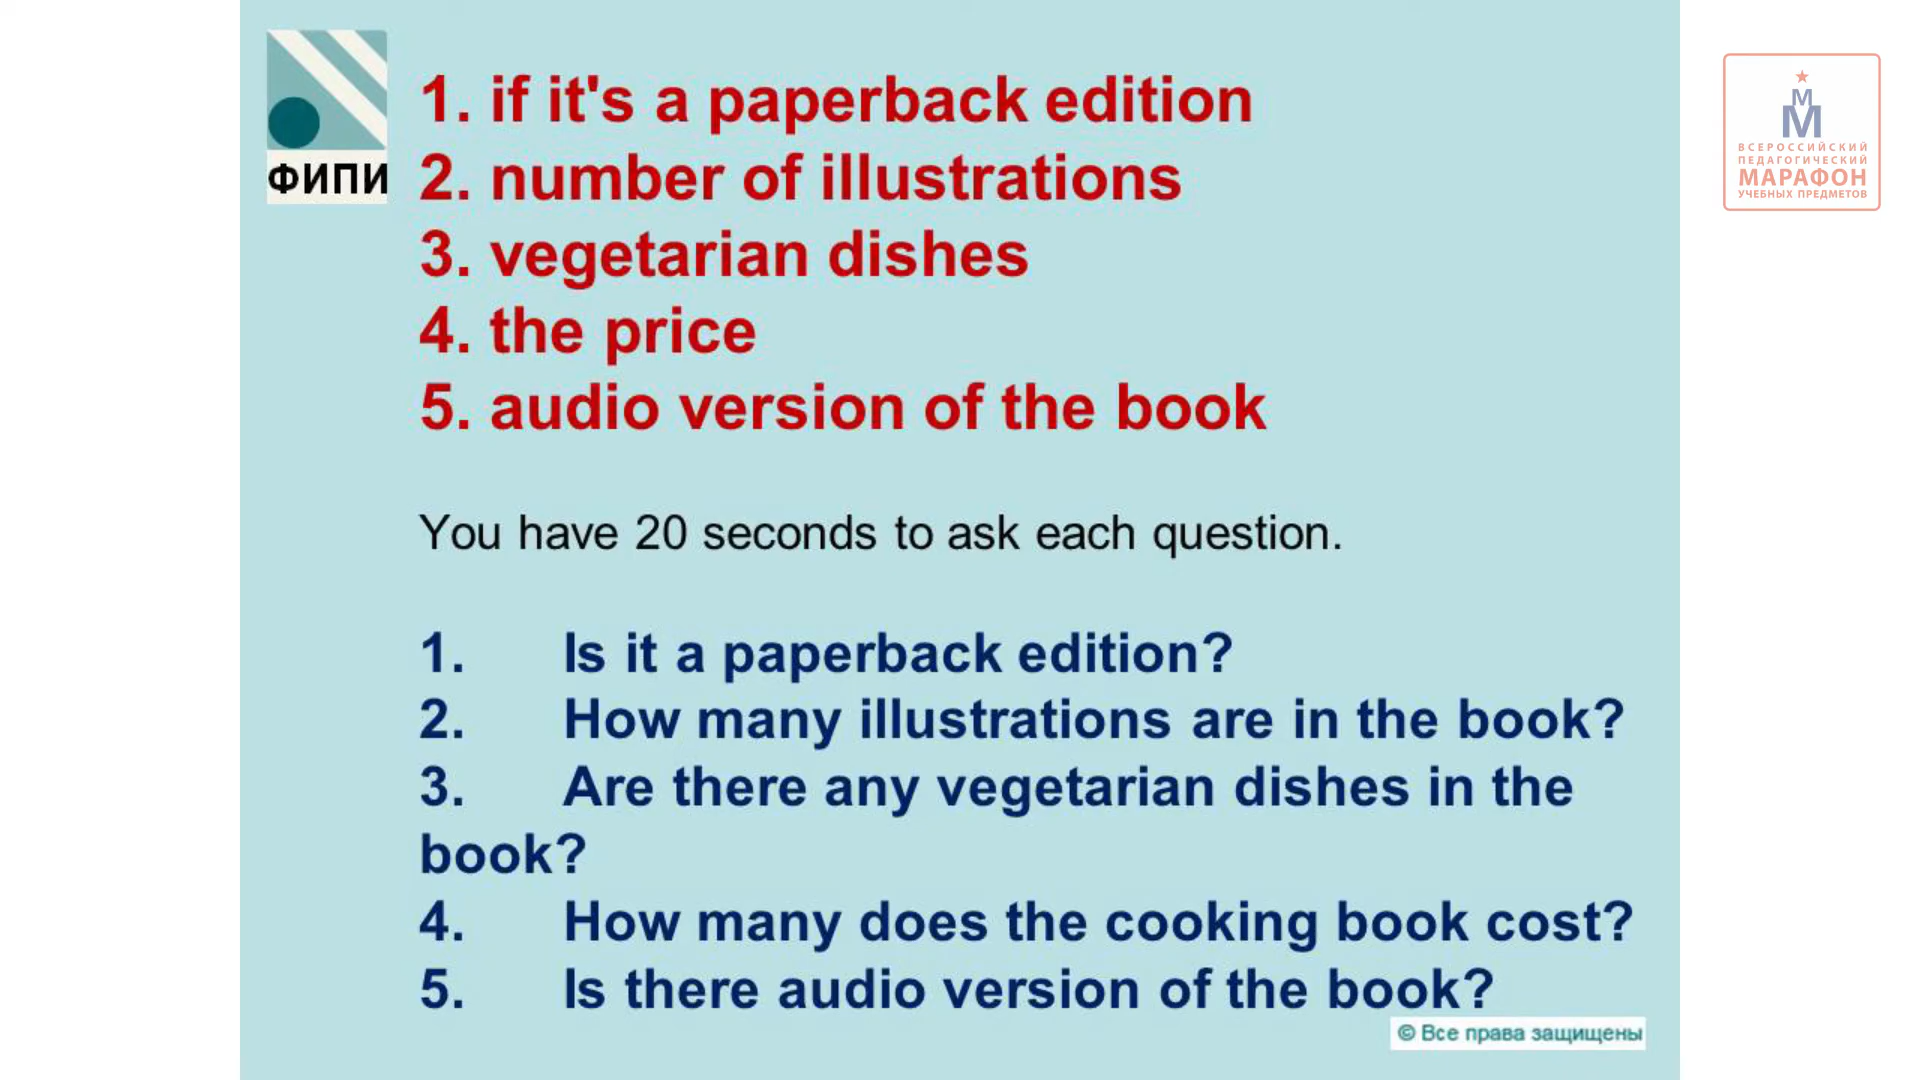 ФИПИ
1. if it's a paperback edition
2. number of illustrations
3. vegetarian dishes
4. the price
5. audio version of the book
You have 20 seconds to ask each question.
1. Is it a paperback edition?
2. How many illustrations are in the book?
3. Are there any vegetarian dishes in the
book?
4. How many does the cooking book cost?
5. Is there audio version of the book?
© Все права защищены
М
М
ВСЕРОССИЙСКИЙ
ПЕДАГОГИЧЕСКИЙ
МАРАФОН
УЧЕБНЫХ ПРЕДМЕТОВ